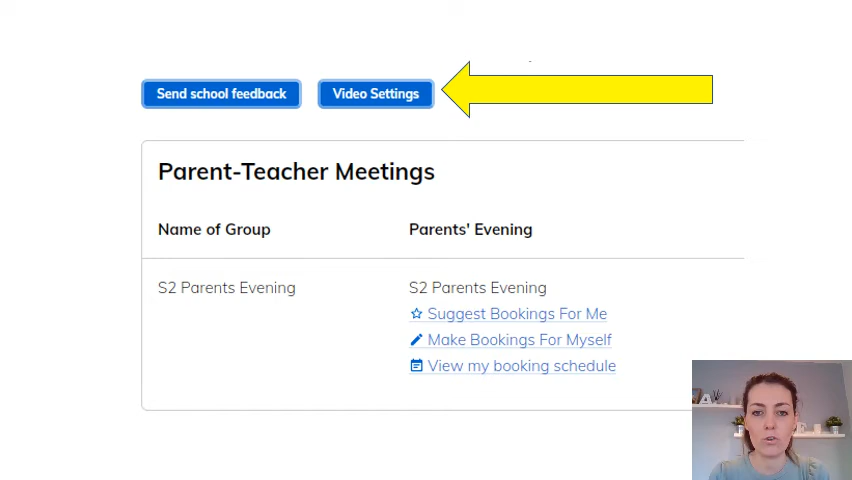 Send school feedback
Video Settings
Parent-Teacher Meetings
Name of Group
Parents' Evening
S2 Parents Evening
S2 Parents Evening
Suggest Bookings For Me
Make Bookings For Myself
View my booking schedule